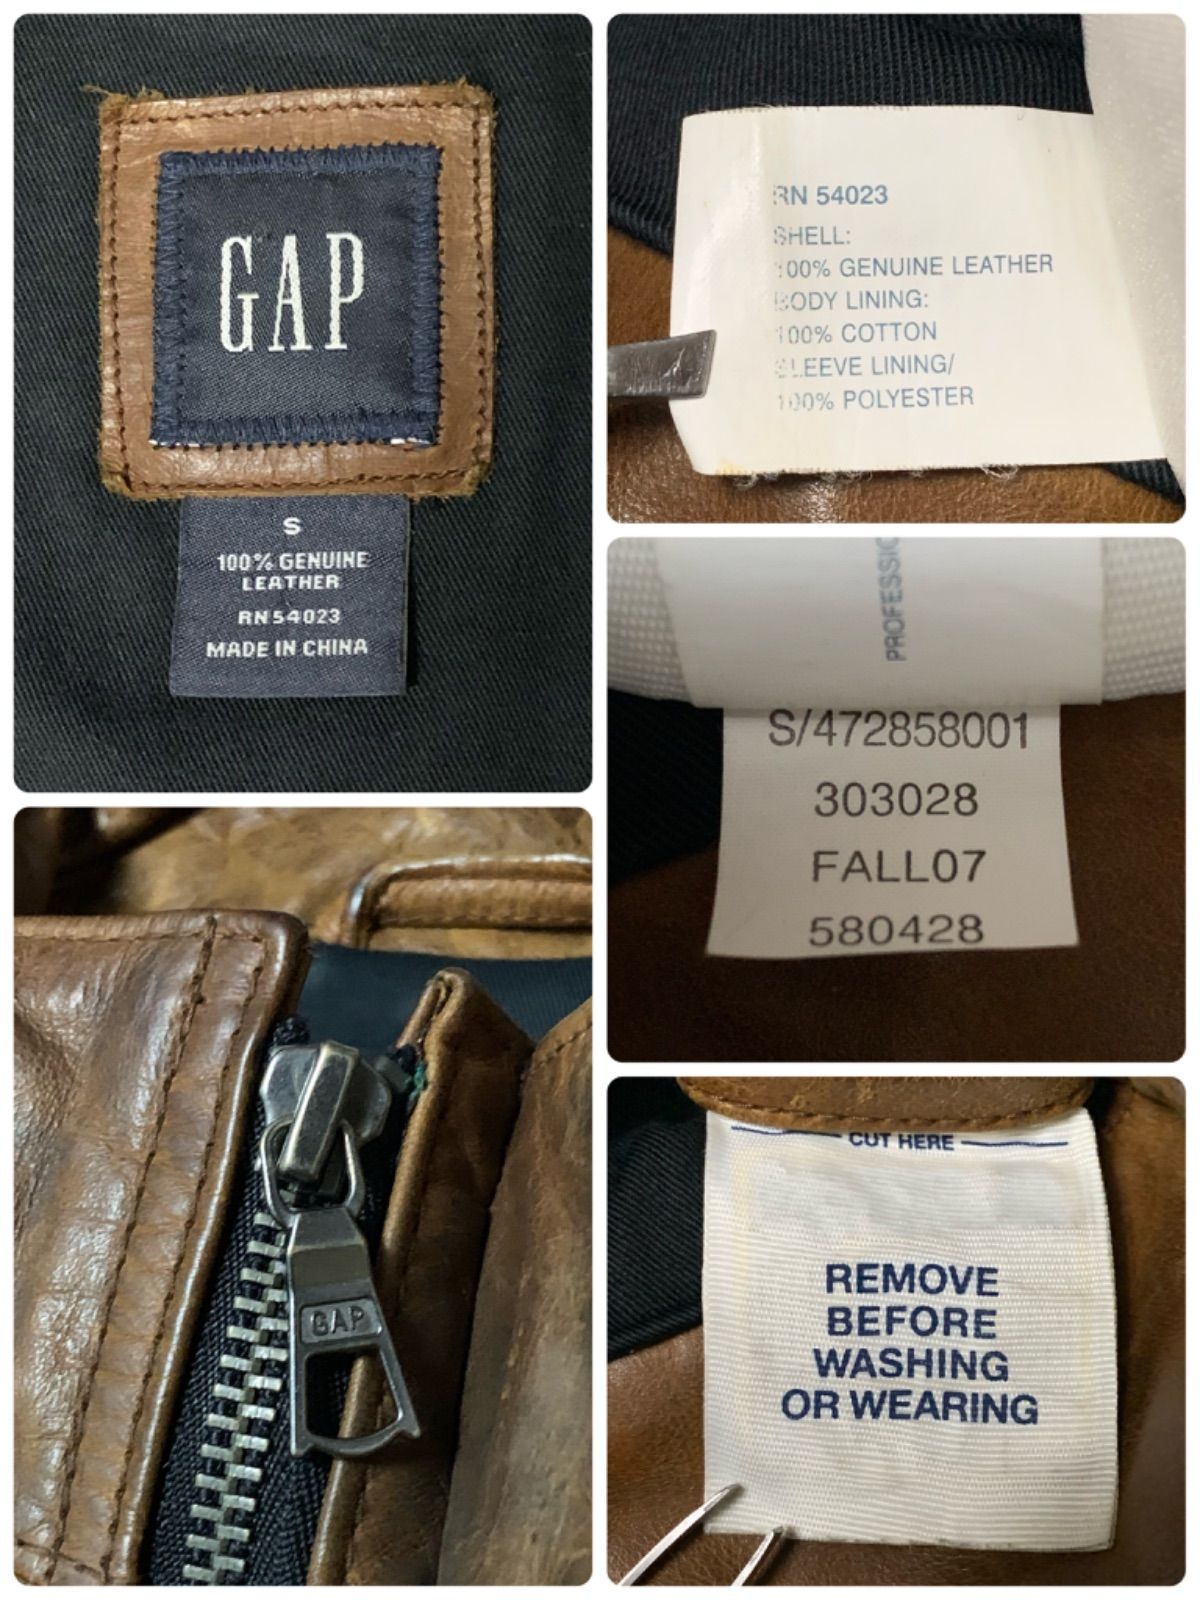 GAP
S
100% GENUINE
LEATHER
RN54023
MADE IN CHINA
RN 54023
SHELL:
100% GENUINE LEATHER
BODY LINING:
100% COTTON
SLEEVE LINING/
100% POLYESTER
PROFESSIO
S/472858001
303028
FALL07
580428
GAP
CUT HERE
REMOVE
BEFORE
WASHING
OR WEARING